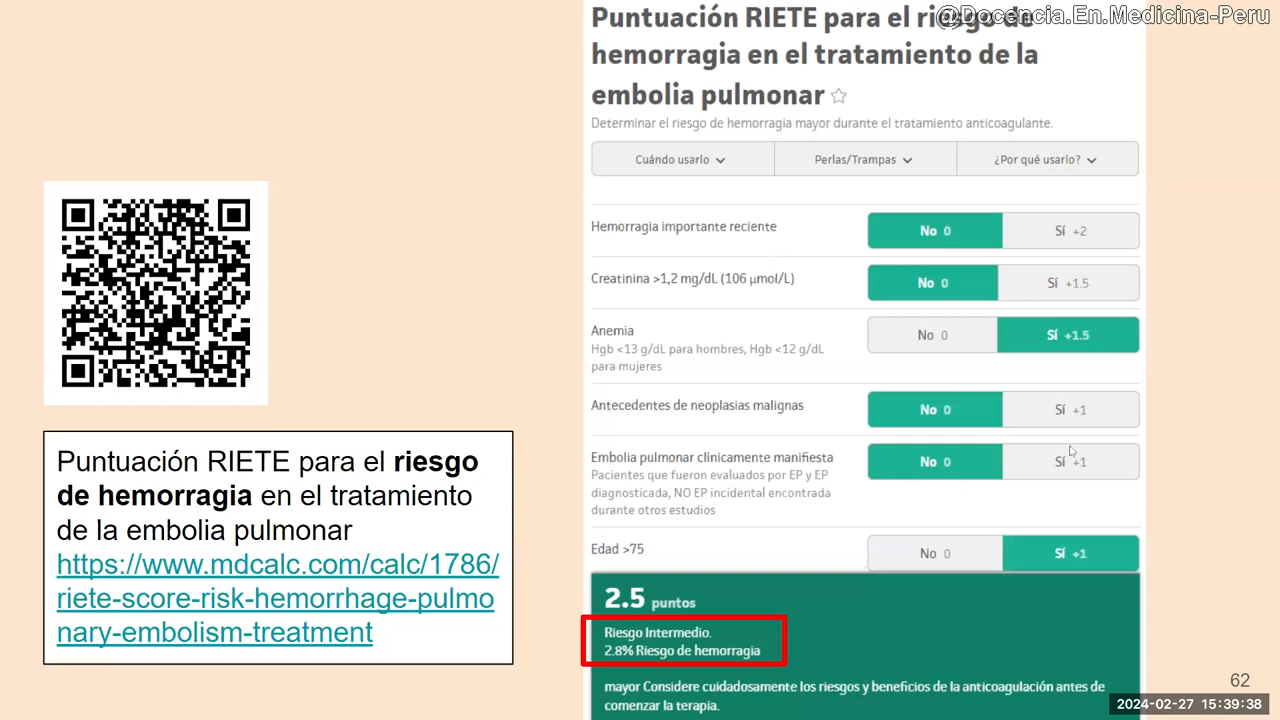 @Docencia.En.Medicina-Peru
Puntuación RIETE para el riesgo de
hemorragia en el tratamiento de la
embolia pulmonar
Determinar el riesgo de hemorragia mayor durante el tratamiento anticoagulante.
Cuándo usarlo
Perlas/Trampas
¿Por qué usarlo?
Hemorragia importante reciente
No 0
Sí +2
Creatinina >1,2 mg/dL (106 μmol/L)
No 0
Sí +1.5
Anemia
Hgb <13 g/dL para hombres, Hgb <12 g/dL
para mujeres
No 0
Sí +1.5
Antecedentes de neoplasias malignas
No 0
Sí +1
Embolia pulmonar clínicamente manifiesta
Pacientes que fueron evaluados por EP y EP
diagnosticada, NO EP incidental encontrada
durante otros estudios
No 0
Sí +1
Edad >75
No 0
Sí +1
2.5 puntos
Riesgo Intermedio.
2.8% Riesgo de hemorragia
mayor Considere cuidadosamente los riesgos y beneficios de la anticoagulación antes de
comenzar la terapia.
Puntuación RIETE para el riesgo
de hemorragia en el tratamiento
de la embolia pulmonar
https://www.mdcalc.com/calc/1786/
riete-score-risk-hemorrhage-pulmo
nary-embolism-treatment
62
2024-02-27 15:39:38